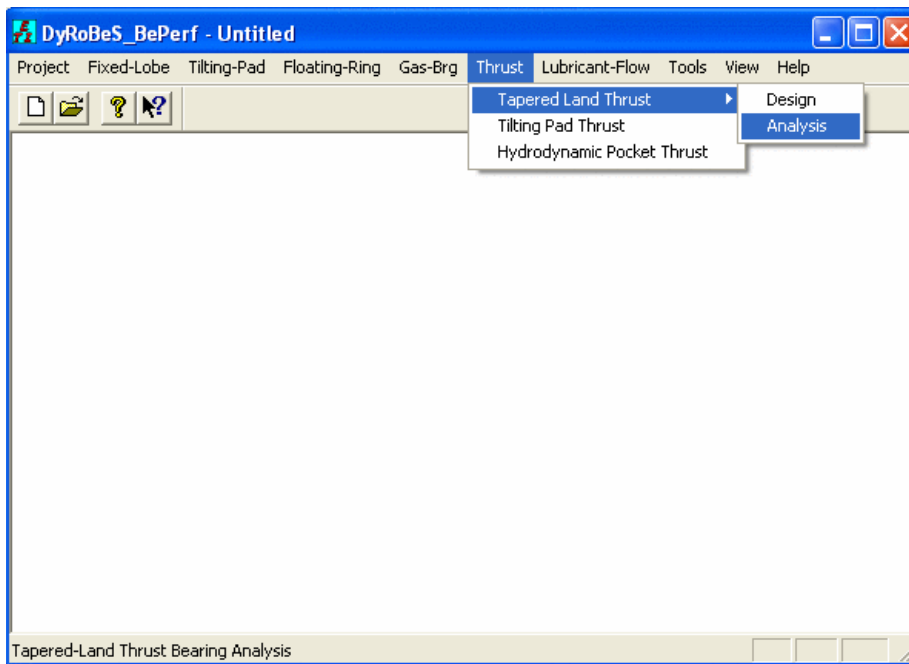 DyRoBeS_BePerf - Untitled
Project Fixed-Lobe Tilting-Pad Floating-Ring Gas-Brg Thrust Lubricant-Flow Tools View Help
Tapered Land Thrust
Design
Tilting Pad Thrust
Analysis
Hydrodynamic Pocket Thrust
Tapered-Land Thrust Bearing Analysis